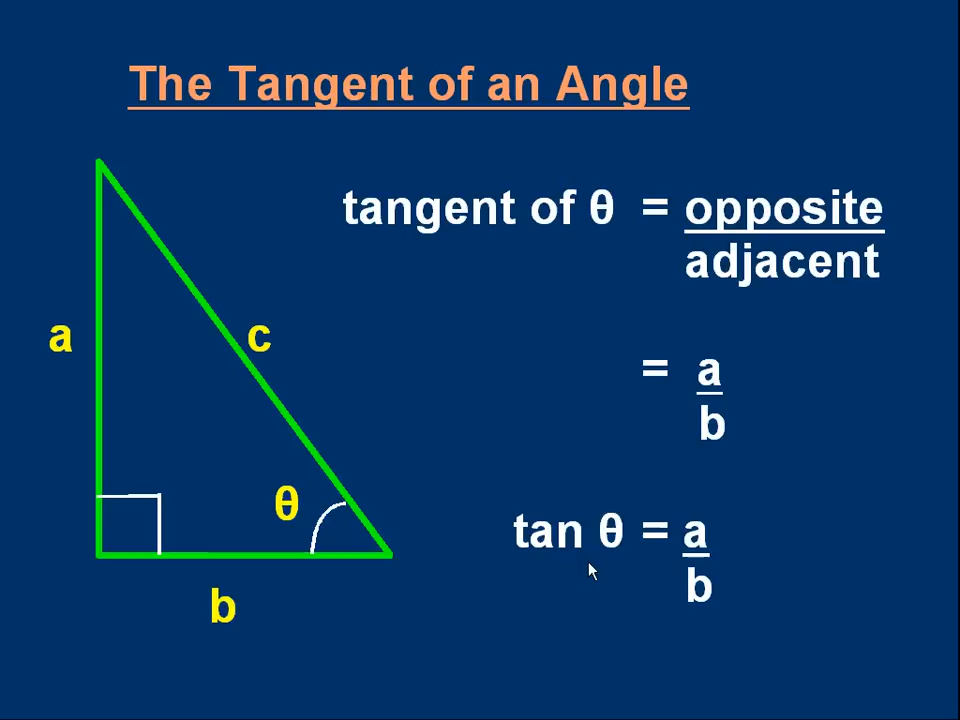 The Tangent of an Angle
tangent of θ = opposite
adjacent
a
c
= a
b
θ
tan θ = a
b
b